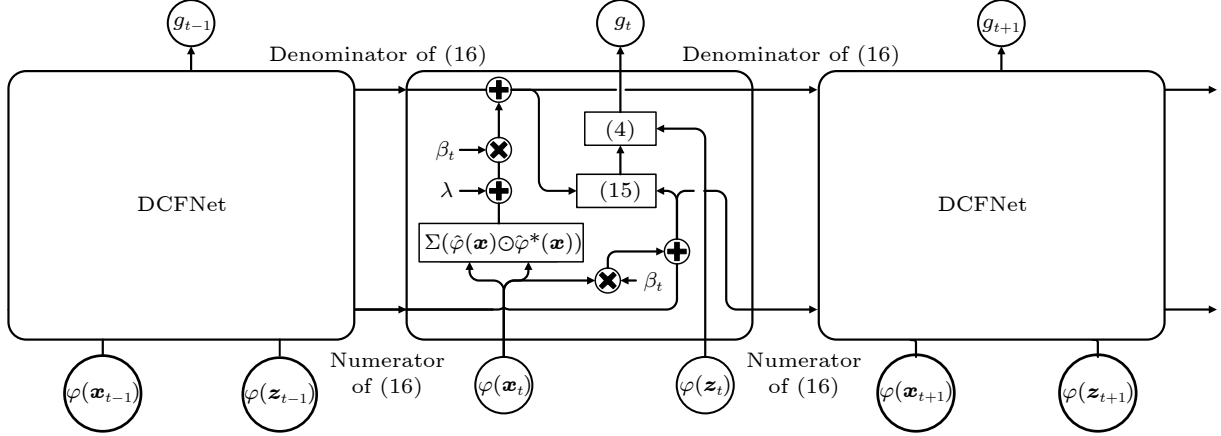 g_{t−1}
g_t
g_{t+1}
Denominator of (16)
Denominator of (16)
DCFNet
β_t
λ
Σ(φ̂(x)⊙φ̂*(x))
(4)
(15)
β_t
DCFNet
Numerator
of (16)
Numerator
of (16)
φ(x_{t−1})
φ(z_{t−1})
φ(x_t)
φ(z_t)
φ(x_{t+1})
φ(z_{t+1})